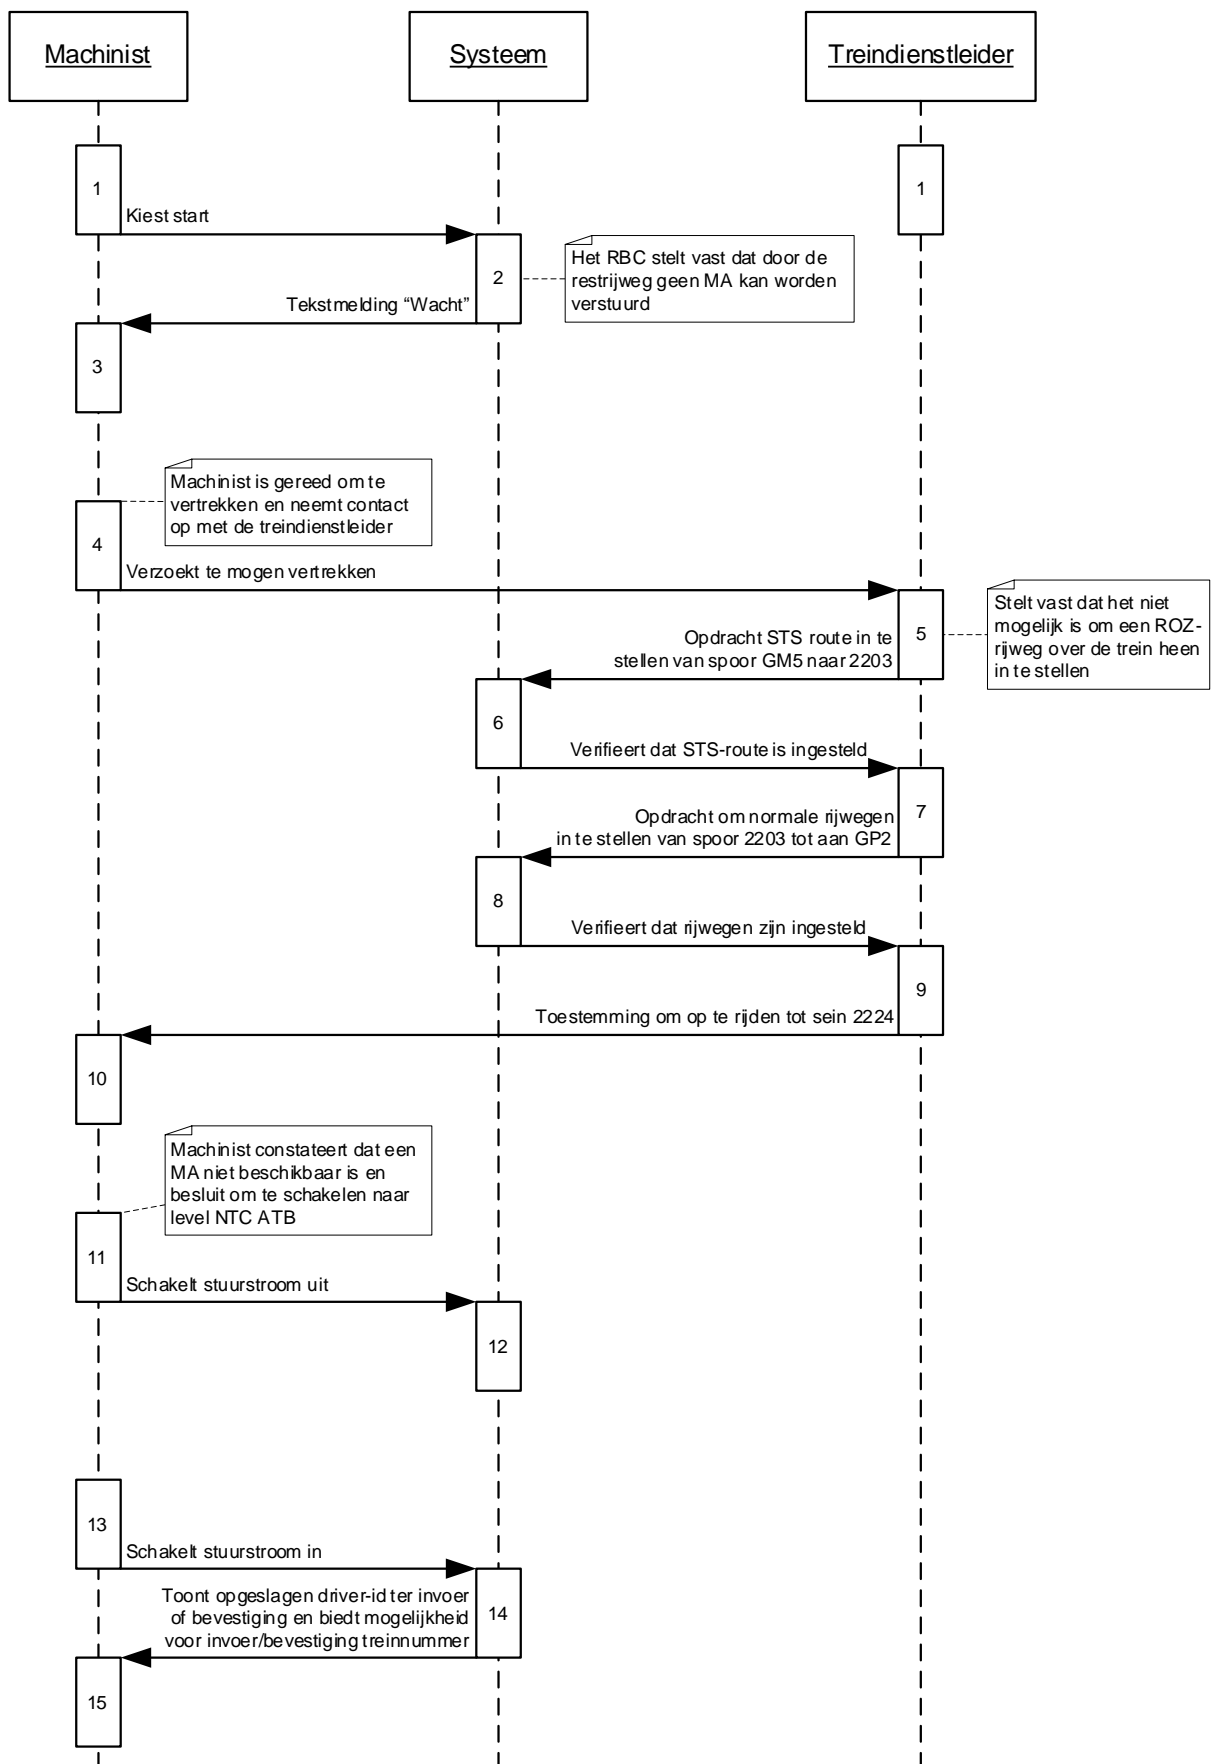 Machinist
Systeem
Treindienstleider
1
1
Kiest start
2
Het RBC stelt vast dat door de
restrijweg geen MA kan worden
verstuurd
Tekstmelding “Wacht”
3
Machinist is gereed om te
vertrekken en neemt contact
op met de treindienstleider
4
Verzoekt te mogen vertrekken
5
Stelt vast dat het niet
mogelijk is om een ROZ-
rijweg over de trein heen
in te stellen
Opdracht STS route in te
stellen van spoor GM5 naar 2203
6
Verifieert dat STS-route is ingesteld
7
Opdracht om normale rijwegen
in te stellen van spoor 2203 tot aan GP2
8
Verifieert dat rijwegen zijn ingesteld
9
Toestemming om op te rijden tot sein 2224
10
Machinist constateert dat een
MA niet beschikbaar is en
besluit om te schakelen naar
level NTC ATB
11
Schakelt stuurstroom uit
12
13
Schakelt stuurstroom in
Toont opgeslagen driver-id ter invoer
of bevestiging en biedt mogelijkheid
voor invoer/bevestiging treinnummer
14
15